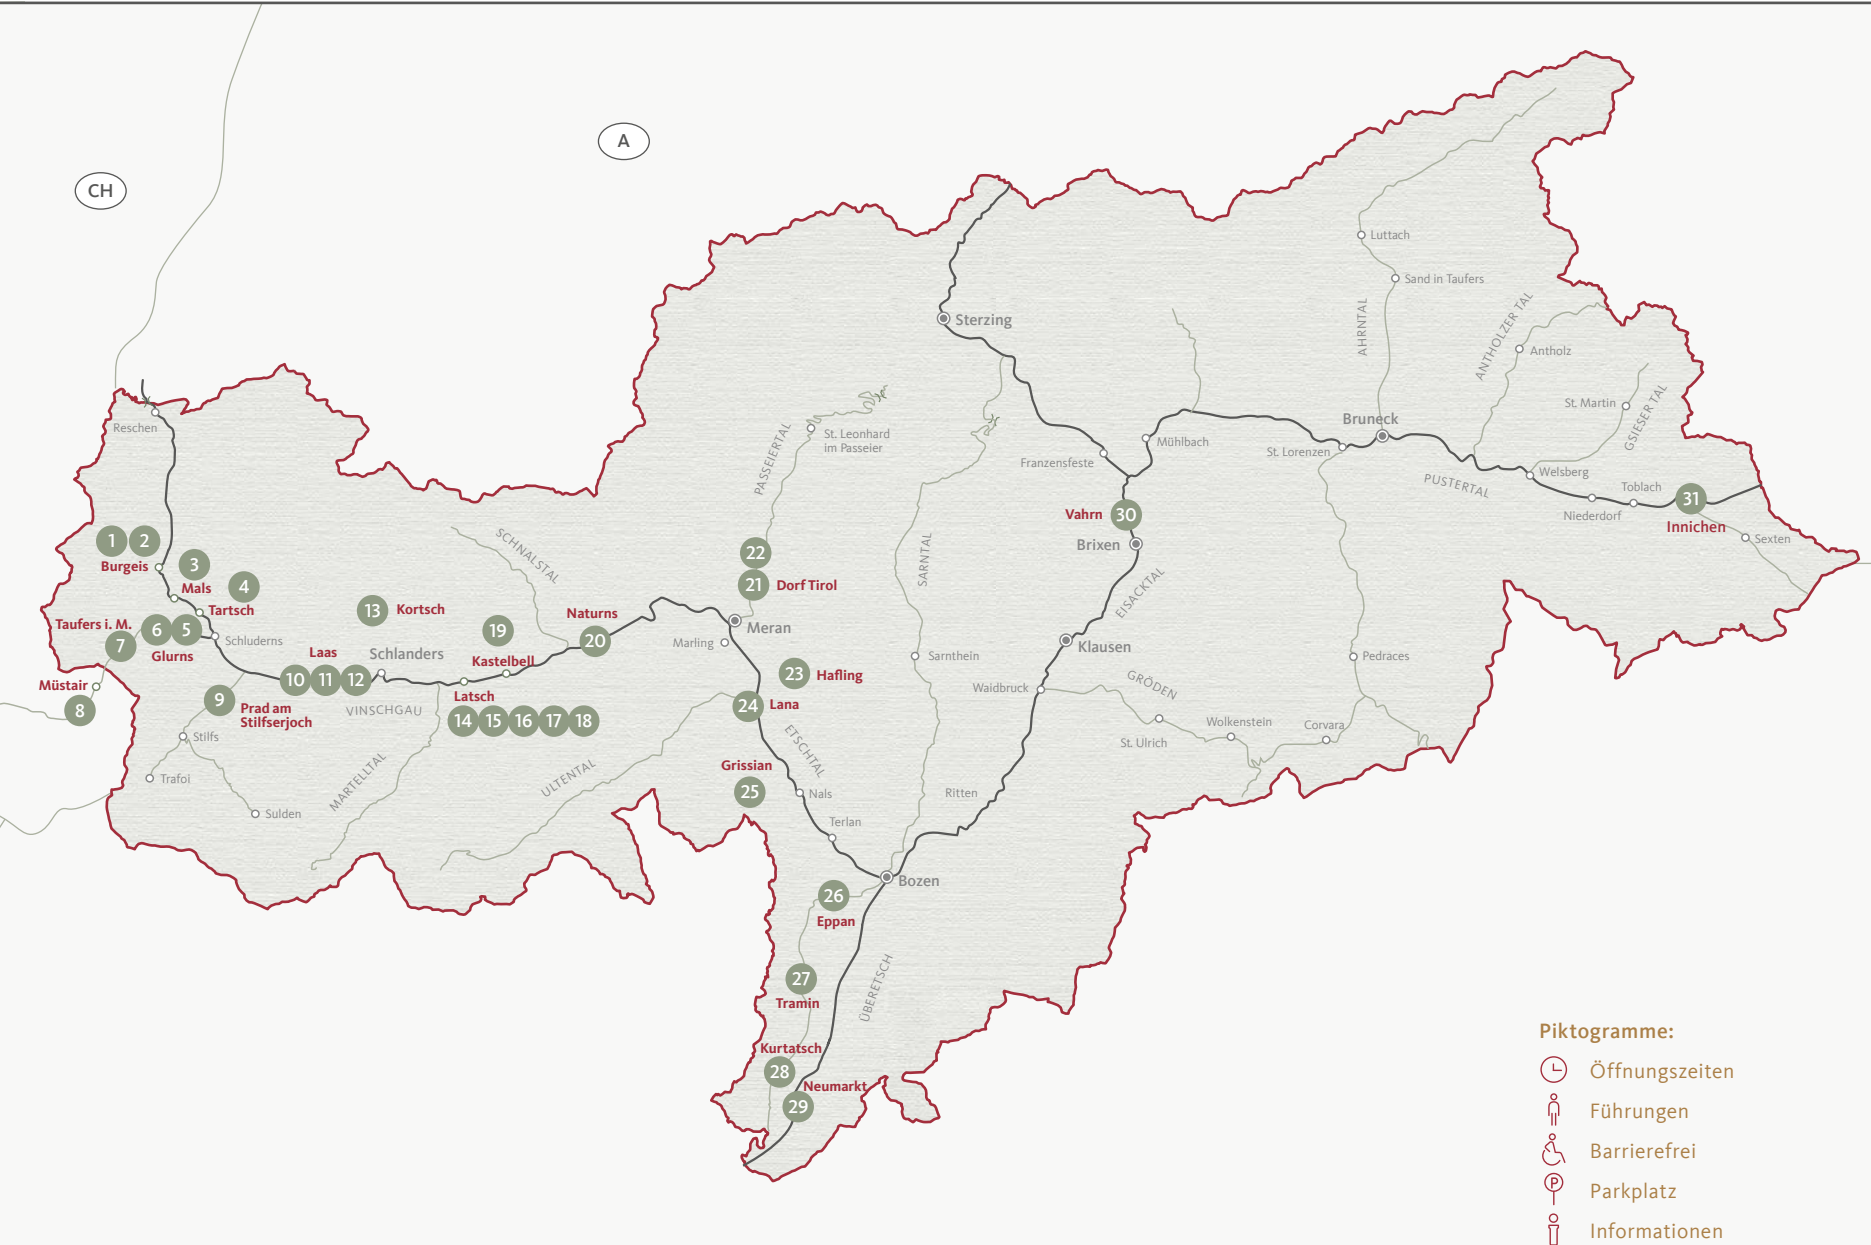 A
CH
Luttach
Sand in Taufers
AHRNTAL
ANTHOLZER TAL
Sterzing
Antholz
St. Martin
GSIESER TAL
Reschen
PASSEIERTAL
St. Leonhard
im Passeier
Bruneck
Mühlbach
St. Lorenzen
Franzensfeste
Welsberg
PUSTERTAL
Toblach
31
Niederdorf
Innichen
Sexten
Vahrn
30
Brixen
1
2
Burgeis
3
Mals
4
Tartsch
SCHNALSTAL
SARNTAL
22
21
Dorf Tirol
EISACKTAL
13
Kortsch
Naturns
20
19
Kastelbell
Taufers i. M.
6
5
7
Glurns
Schluderns
Meran
Marling
Klausen
Laas
Schlanders
10
11
12
Sarnthein
Pedraces
Müstair
8
9
Prad am
Stilfserjoch
VINSCHGAU
Latsch
14
15
16
17
18
23
Hafling
24
Lana
Waidbruck
GRÖDEN
Stilfs
Wolkenstein
Corvara
St. Ulrich
ETSCHTAL
Trafoi
MARTELLTAL
ULTENTAL
Grissian
25
Nals
Ritten
Sulden
Terlan
Bozen
26
Eppan
27
Tramin
ÜBERETSCH
Kurtatsch
28
Neumarkt
29
Piktogramme:
Öffnungszeiten
Führungen
Barrierefrei
P
Parkplatz
Informationen